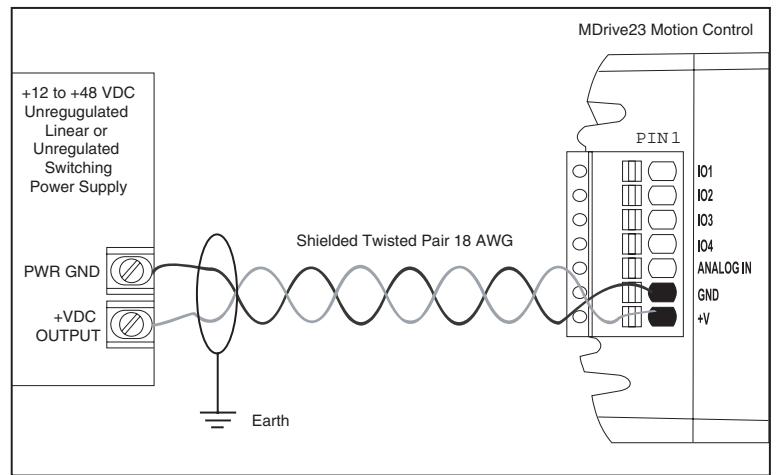 MDrive23 Motion Control
+12 to +48 VDC
Unregugulated
Linear or
Unregulated
Switching
Power Supply
PIN1
IO1
IO2
IO3
IO4
ANALOG IN
GND
+V
Shielded Twisted Pair 18 AWG
PWR GND
+VDC
OUTPUT
Earth